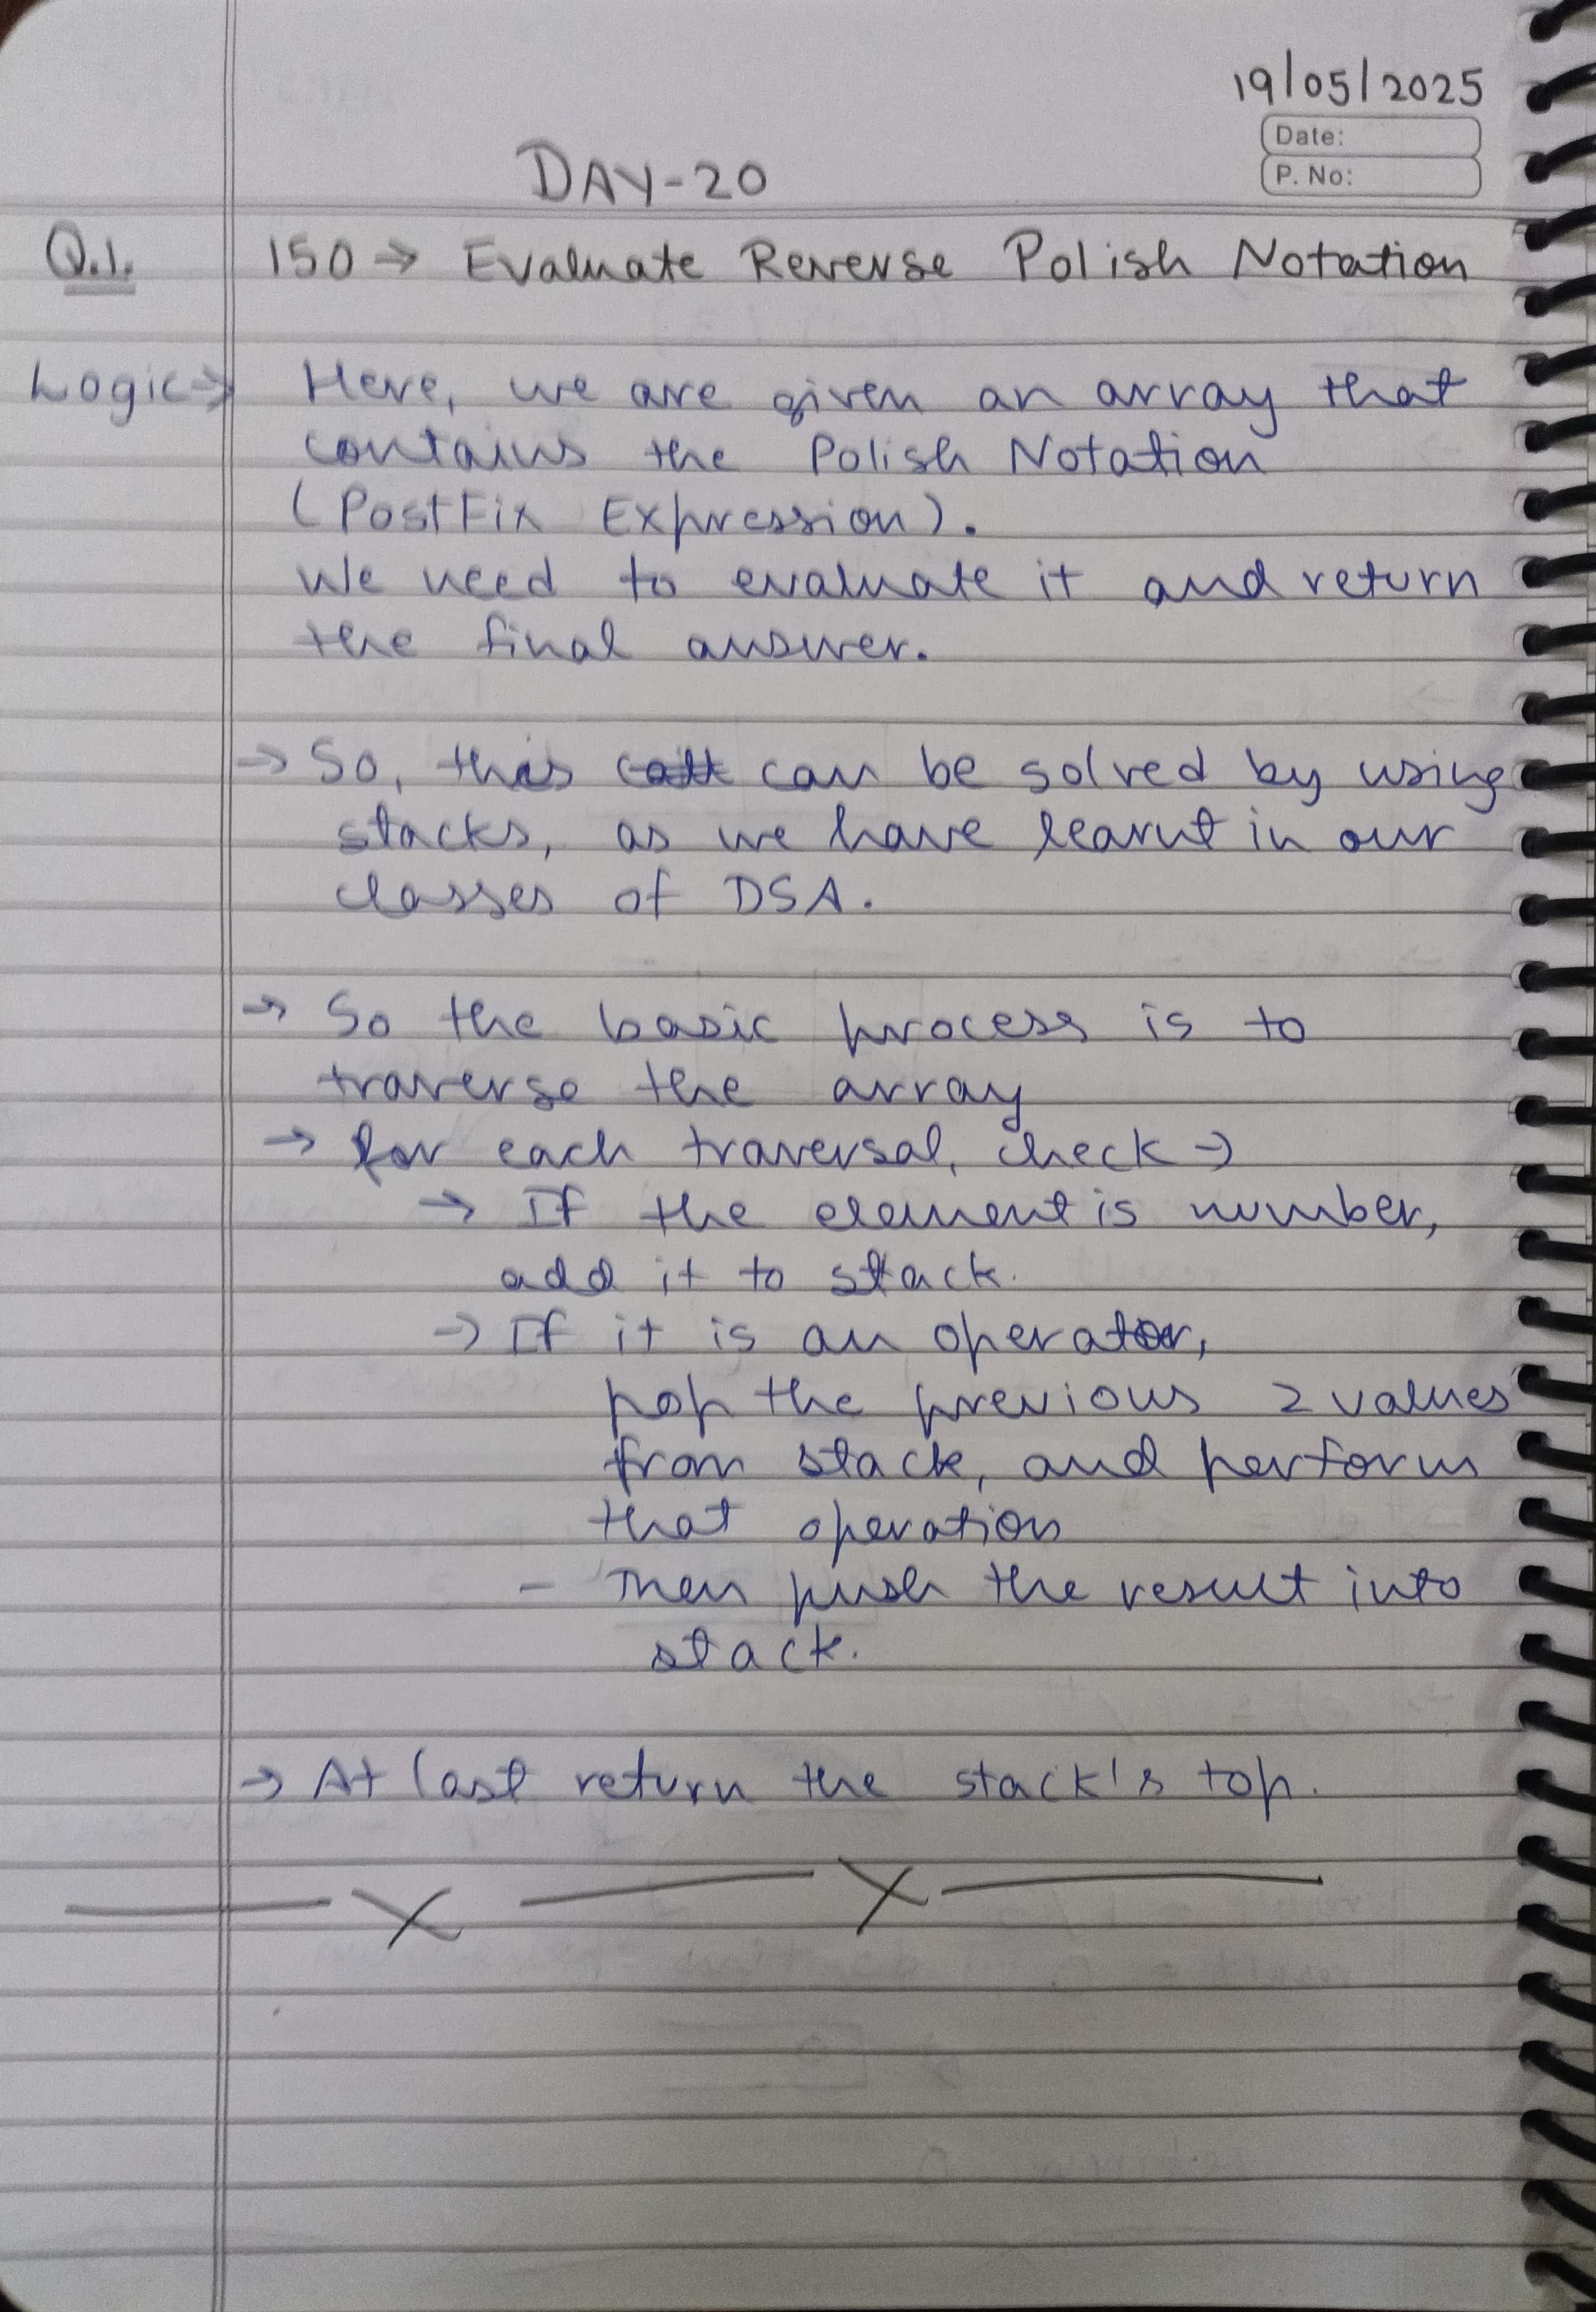 19/05/2025
Date:
P. No:
DAY-20
Q.1. 150 → Evaluate Reverse Polish Notation
Logic → Here, we are given an array that
contains the Polish Notation
(PostFix Expression).
We need to evaluate it and return
the final answer.
→ So, this can be solved by using
stacks, as we have learnt in our
classes of DSA.
→ So the basic process is to
traverse the array
→ for each traversal, check →
→ If the element is number,
add it to stack.
→ If it is an operator,
pop the previous 2 values
from stack, and perform
that operation
- Then push the result into
stack.
→ At last return the stack's top.
X X